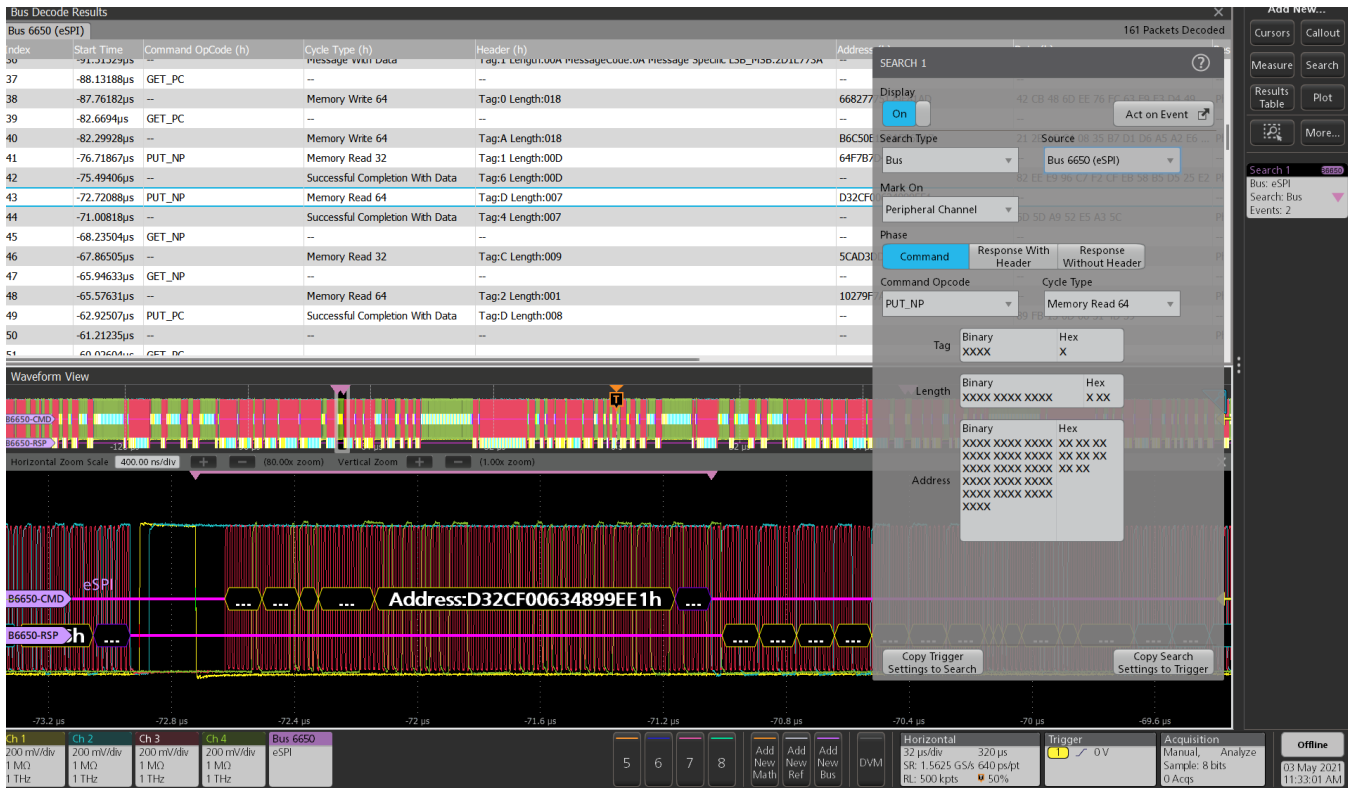 Bus Decode Results
Bus 6650 (eSPI)
161 Packets Decoded
Index Start Time Command OpCode (h) Cycle Type (h) Header (h)
36 -91.51529µs -- Message With Data
37 -88.13188µs GET_PC -- --
38 -87.76182µs -- Memory Write 64 Tag:0 Length:018
39 -82.6694µs GET_PC -- --
40 -82.29928µs -- Memory Write 64 Tag:A Length:018
41 -76.71867µs PUT_NP Memory Read 32 Tag:1 Length:00D
42 -75.49406µs -- Successful Completion With Data Tag:6 Length:00D --
43 -72.72088µs PUT_NP Memory Read 64 Tag:D Length:007
44 -71.00818µs -- Successful Completion With Data Tag:4 Length:007 --
45 -68.23504µs GET_NP -- -- --
46 -67.86505µs -- Memory Read 32 Tag:C Length:009
47 -65.94633µs GET_NP -- -- --
48 -65.57631µs -- Memory Read 64 Tag:2 Length:001
49 -62.92507µs PUT_PC Successful Completion With Data Tag:D Length:008 --
50 -61.21235µs -- -- -- --
51 -60.02604µs GET_PC
SEARCH 1
?
Display
On
Act on Event
Search Type Source
Bus Bus 6650 (eSPI)
Mark On
Peripheral Channel
Phase
Command Response With Header Response Without Header
Command Opcode Cycle Type
PUT_NP Memory Read 64
Tag
Binary Hex
XXXX X
Length
Binary Hex
XXXX XXXX XXXX X XX
Address
Binary Hex
XXXX XXXX XXXX XX XX XX
XXXX XXXX XXXX XX XX XX
XXXX XXXX XXXX XX XX
XXXX XXXX XXXX
XXXX XXXX XXXX
XXXX
Copy Trigger Settings to Search
Copy Search Settings to Trigger
Waveform View
B6650-CMD
B6650-RSP
T
Horizontal Zoom Scale 400.00 ns/div + − (80.00x zoom) Vertical Zoom + − (1.00x zoom)
eSPI
B6650-CMD ... ... ... ... Address:D32CF00634899EE1h ...
B6650-RSP 5h ... ... ... ... ...
-73.2 µs -72.8 µs -72.4 µs -72 µs -71.6 µs -71.2 µs -70.8 µs -70.4 µs -70 µs -69.6 µs
Add New...
Cursors Callout
Measure Search
Results Table Plot
More...
Search 1 B6650
Bus: eSPI
Search: Bus
Events: 2
Ch 1
200 mV/div
1 MΩ
1 THz
Ch 2
200 mV/div
1 MΩ
1 THz
Ch 3
200 mV/div
1 MΩ
1 THz
Ch 4
200 mV/div
1 MΩ
1 THz
Bus 6650
eSPI
5 6 7 8
Add New Math
Add New Ref
Add New Bus
DVM
Horizontal
32 µs/div 320 µs
SR: 1.5625 GS/s 640 ps/pt
RL: 500 kpts 50%
Trigger
1 0 V
Acquisition
Manual, Analyze
Sample: 8 bits
0 Acqs
Offline
03 May 2021
11:33:01 AM